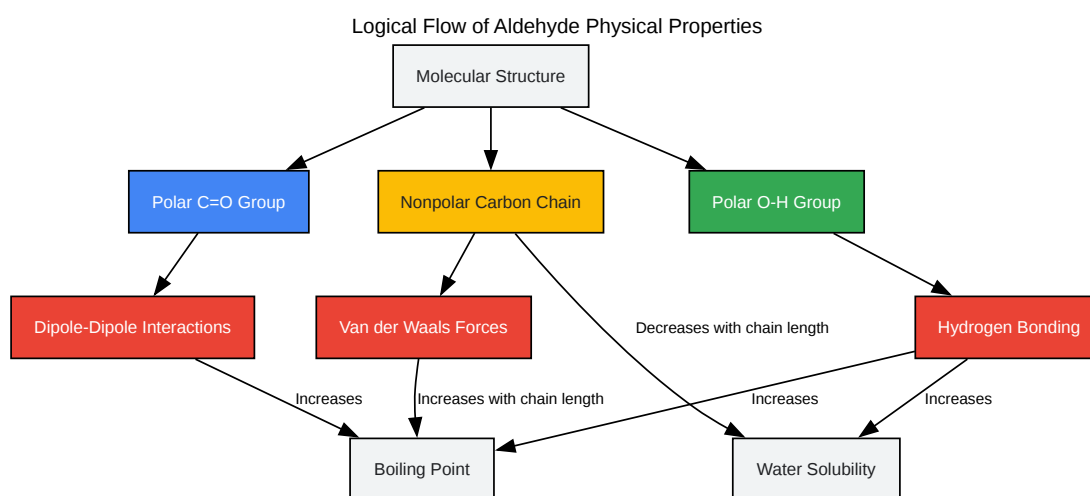 Logical Flow of Aldehyde Physical Properties
Molecular Structure
Polar C=O Group
Nonpolar Carbon Chain
Polar O-H Group
Dipole-Dipole Interactions
Van der Waals Forces
Decreases with chain length
Hydrogen Bonding
Increases
Increases with chain length
Increases
Increases
Boiling Point
Water Solubility